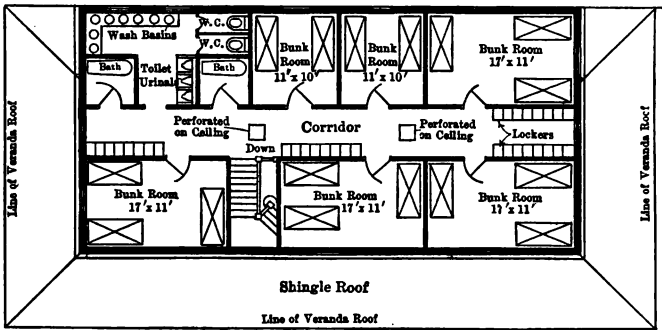 W.C.
Wash Basins
W.C.
Bath
Toilet
Urinals
Bath
Bunk
Room
11'x 10'
Bunk
Room
11'x 10'
Bunk Room
17'x 11'
Perforated
on Ceiling
Corridor
Perforated
on Ceiling
Lockers
Down
Bunk Room
17'x 11'
Bunk Room
17'x 11'
Bunk Room
17'x 11'
Line of Veranda Roof
Line of Veranda Roof
Shingle Roof
Line of Veranda Roof